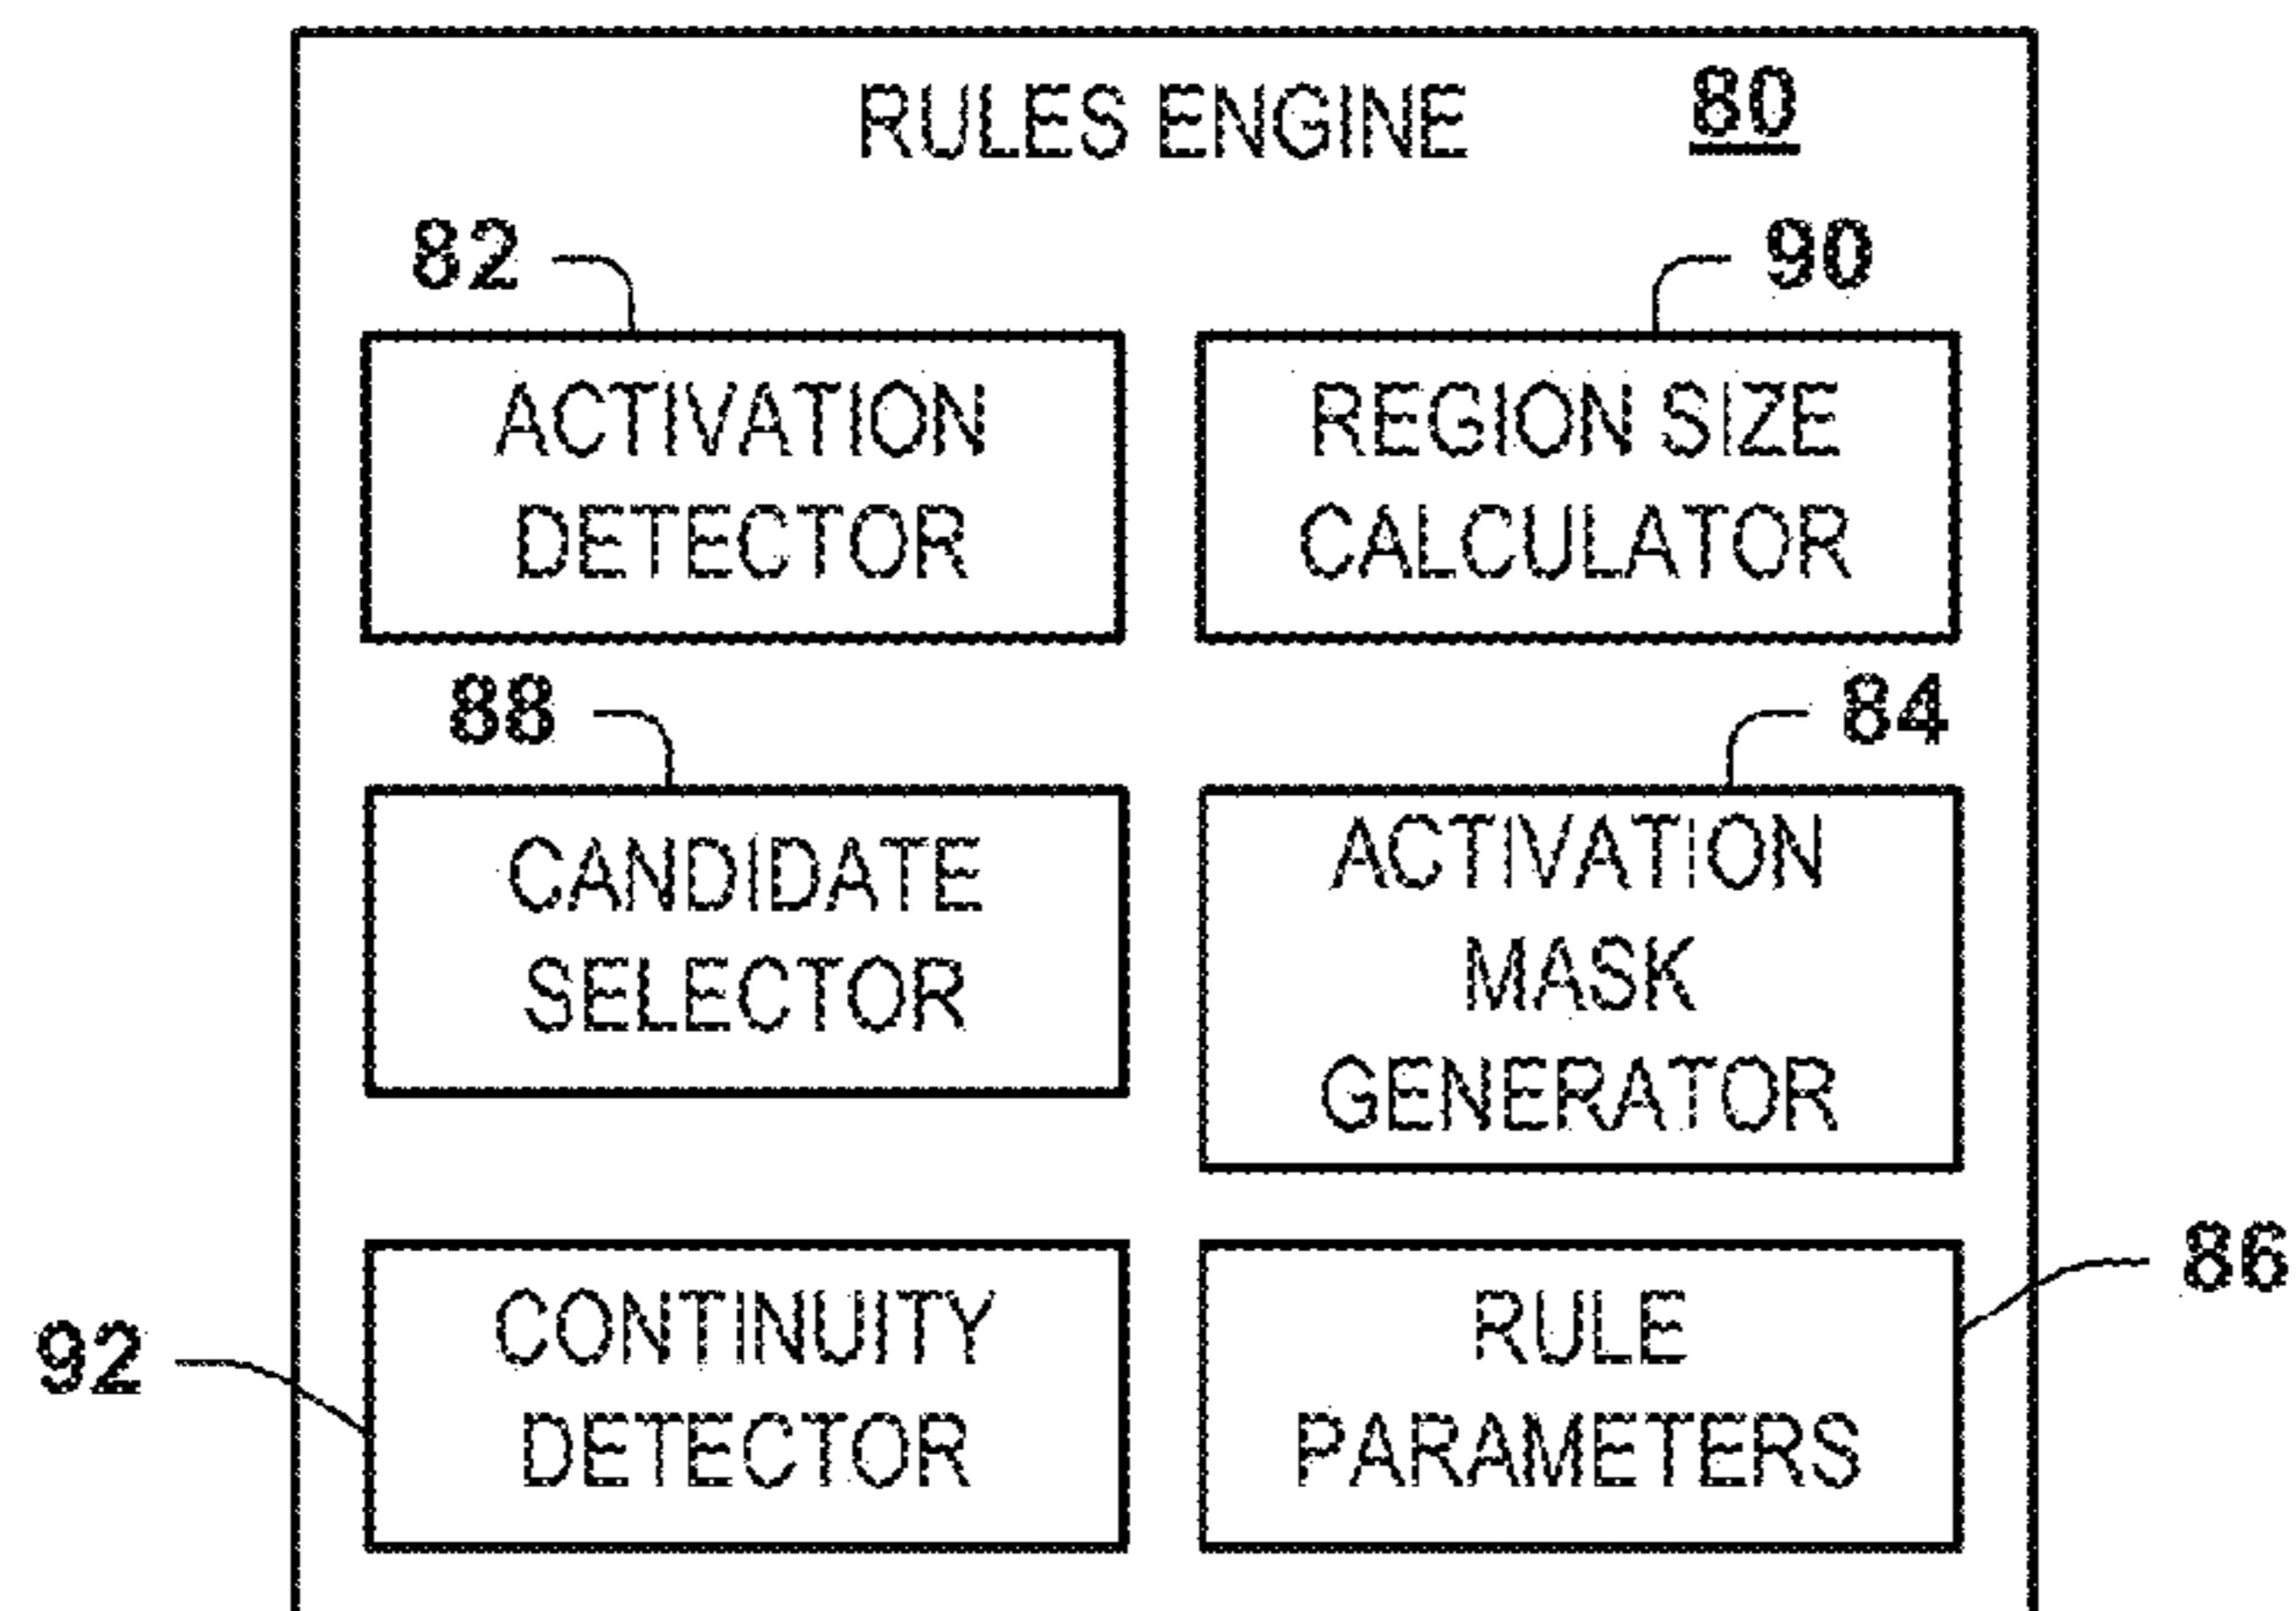 RULES ENGINE 80
82
90
ACTIVATION
DETECTOR
REGION SIZE
CALCULATOR
88
84
CANDIDATE
SELECTOR
ACTIVATION
MASK
GENERATOR
92
CONTINUITY
DETECTOR
RULE
PARAMETERS
86